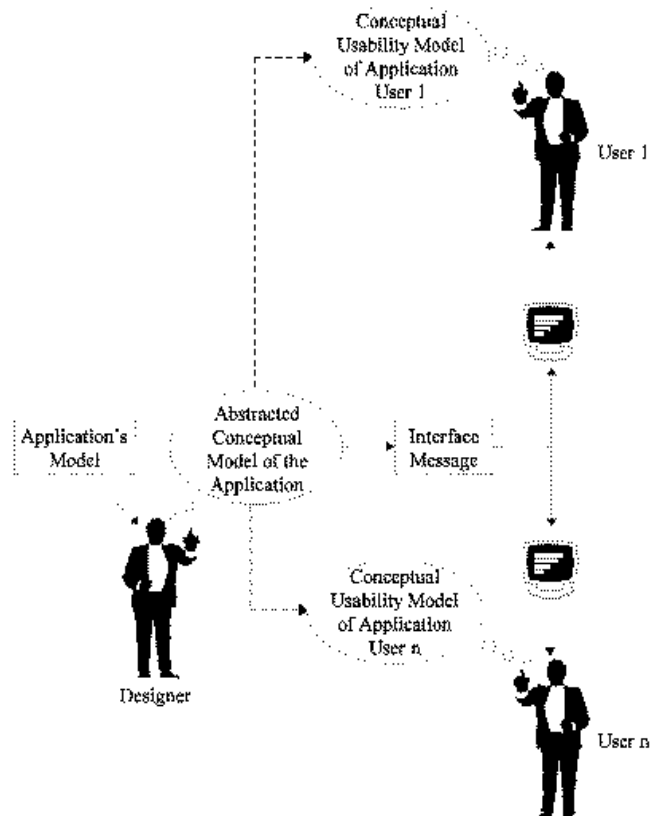 Conceptual
Usability Model
of Application
User 1
User 1
Application's
Model
Abstracted
Conceptual
Model of the
Application
Interface
Message
Designer
Conceptual
Usability Model
of Application
User n
User n